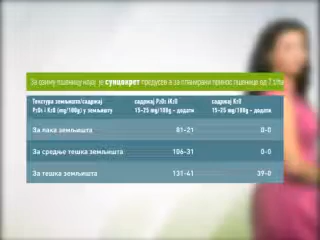 За озиму пшеницу којој је сунцокрет предусев а за планирани принос пшенице од 7 t/ha
Текстура земљишта/садржај садржај P₂O₅ iK₂O садржај K₂O
P₂O₅ i K₂O (mg/100g) у земљишту 15-25 mg/100g - додати 15-25 mg/100g - додати
За лака земљишта 81-21 0-0
За средње тешка земљишта 106-31 0-0
За тешка земљишта 131-41 39-0